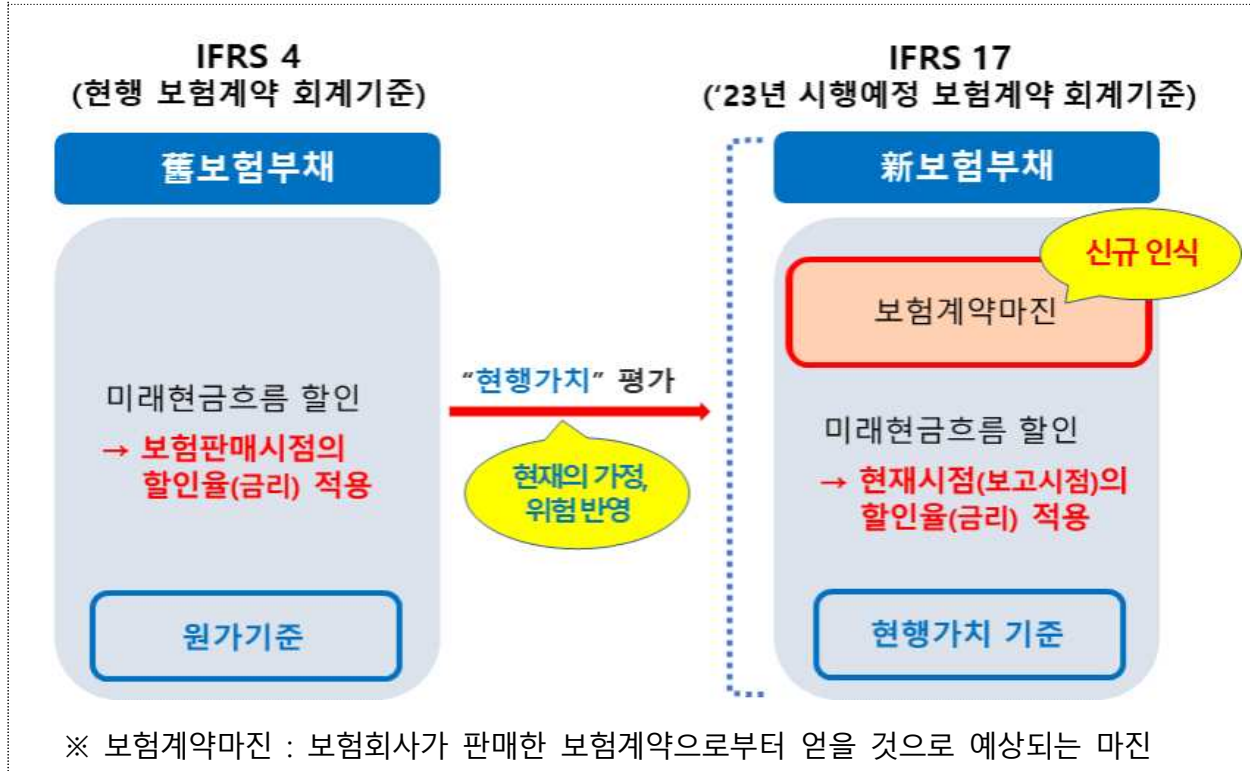 IFRS 4
(현행 보험계약 회계기준)
舊보험부채
미래현금흐름 할인
→ 보험판매시점의
할인율(금리) 적용
원가기준
“현행가치” 평가
현재의 가정,
위험 반영
IFRS 17
(‘23년 시행예정 보험계약 회계기준)
新보험부채
신규 인식
보험계약마진
미래현금흐름 할인
→ 현재시점(보고시점)의
할인율(금리) 적용
현행가치 기준
※ 보험계약마진 : 보험회사가 판매한 보험계약으로부터 얻을 것으로 예상되는 마진